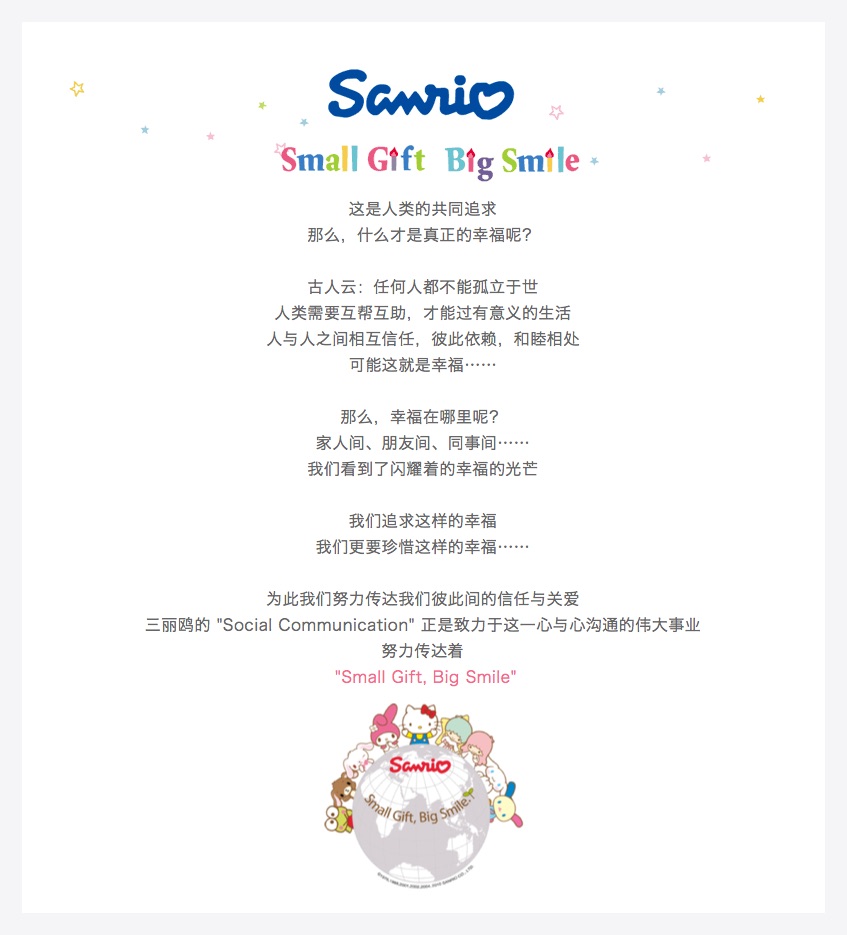 Sanrio
Small Gift Big Smile
这是人类的共同追求
那么，什么才是真正的幸福呢？
古人云：任何人都不能孤立于世
人类需要互帮互助，才能过有意义的生活
人与人之间相互信任，彼此依赖，和睦相处
可能这就是幸福……
那么，幸福在哪里呢？
家人间、朋友间、同事间……
我们看到了闪耀着的幸福的光芒
我们追求这样的幸福
我们更要珍惜这样的幸福……
为此我们努力传达我们彼此间的信任与关爱
三丽鸥的 "Social Communication" 正是致力于这一心与心沟通的伟大事业
努力传达着
"Small Gift, Big Smile"
Sanrio
Small Gift, Big Smile.